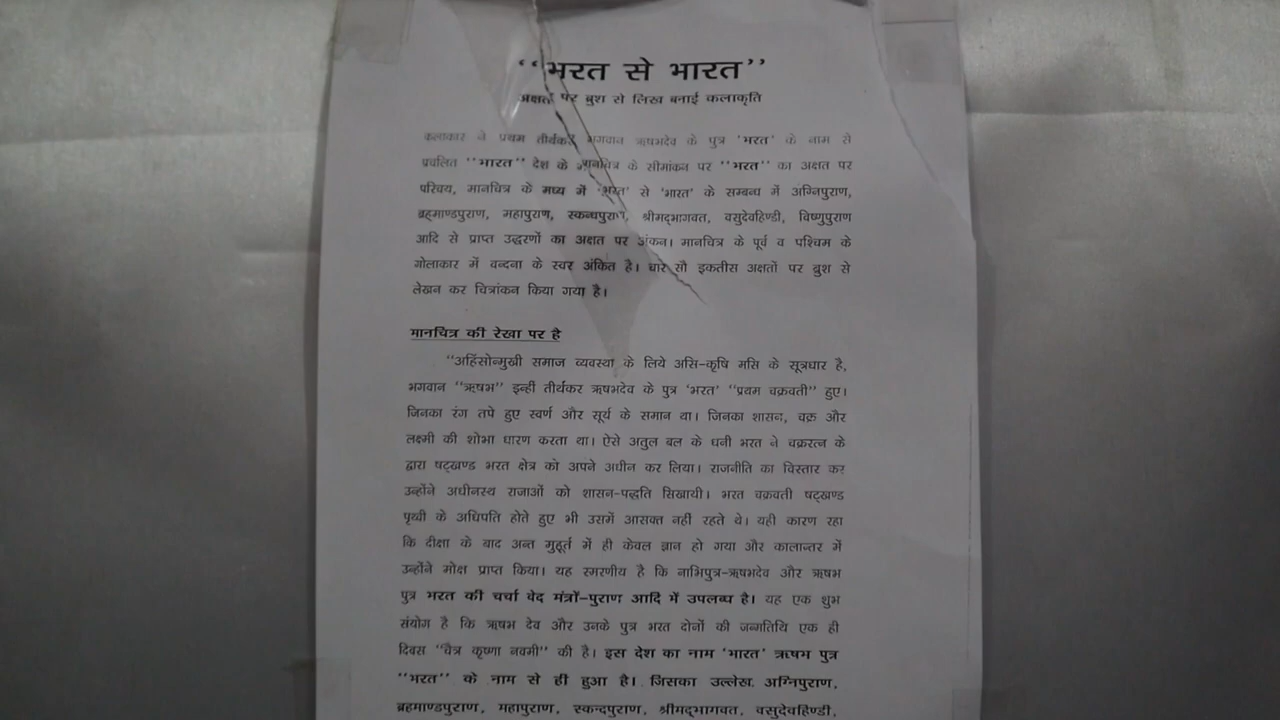 “भरत से भारत”
अक्षतों पर ब्रुश से लिख बनाई कलाकृति
कलाकार ने प्रथम तीर्थंकर भगवान ऋषभदेव के पुत्र 'भरत' के नाम से
प्रचलित “भारत” देश के मानचित्र के सीमांकन पर “भरत” का अक्षत पर
परिचय, मानचित्र के मध्य में 'भरत' से 'भारत' के सम्बन्ध में अग्निपुराण,
ब्रह्माण्डपुराण, महापुराण, स्कन्धपुराण, श्रीमद्भागवत, वसुदेवहिण्डी, विष्णुपुराण
आदि से प्राप्त उद्धरणों का अक्षत पर अंकन। मानचित्र के पूर्व व पश्चिम के
गोलाकार में वन्दना के स्वर अंकित है। चार सौ इकतीस अक्षतों पर ब्रुश से
लेखन कर चित्रांकन किया गया है।
मानचित्र की रेखा पर है
“अहिंसोन्मुखी समाज व्यवस्था के लिये असि-कृषि मसि के सूत्रधार है,
भगवान “ऋषभ” इन्हीं तीर्थकर ऋषभदेव के पुत्र 'भरत' “प्रथम चक्रवती” हुए।
जिनका रंग तपे हुए स्वर्ण और सूर्य के समान था। जिनका शासन, चक्र और
लक्ष्मी की शोभा धारण करता था। ऐसे अतुल बल के धनी भरत ने चक्ररत्न के
द्वारा षट्खण्ड भरत क्षेत्र को अपने अधीन कर लिया। राजनीति का विस्तार कर
उन्होंने अधीनस्थ राजाओं को शासन-पद्धति सिखायी। भरत चक्रवती षट्खण्ड
पृथ्वी के अधिपति होते हुए भी उसमें आसक्त नहीं रहते थे। यही कारण रहा
कि दीक्षा के बाद अन्त मुहूर्त में ही केवल ज्ञान हो गया और कालान्तर में
उन्होंने मोक्ष प्राप्त किया। यह स्मरणीय है कि नाभिपुत्र-ऋषभदेव और ऋषभ
पुत्र भरत की चर्चा वेद मंत्रों-पुराण आदि में उपलब्ध है। यह एक शुभ
संयोग है कि ऋषभ देव और उनके पुत्र भरत दोनों की जन्मतिथि एक ही
दिवस “चैत्र कृष्णा नवमी” की है। इस देश का नाम 'भारत' ऋषभ पुत्र
“भरत” के नाम से ही हुआ है। जिसका उल्लेख अग्निपुराण,
ब्रहमाण्डपुराण, महापुराण, स्कन्दपुराण, श्रीमद्भागवत, वसुदेवहिण्डी,